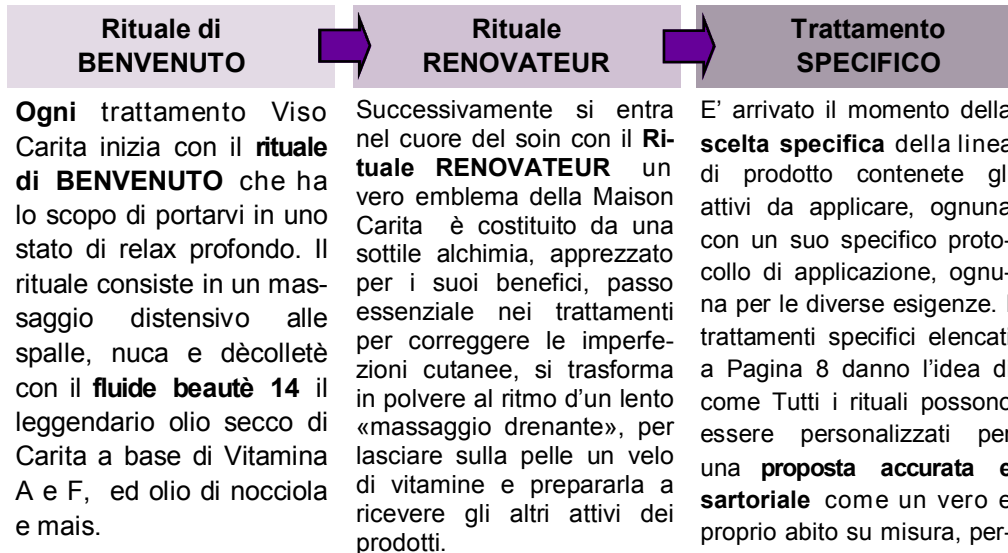 Rituale di
BENVENUTO
Ogni trattamento Viso
Carita inizia con il rituale
di BENVENUTO che ha
lo scopo di portarvi in uno
stato di relax profondo. Il
rituale consiste in un mas-
saggio distensivo alle
spalle, nuca e dècolletè
con il fluide beautè 14 il
leggendario olio secco di
Carita a base di Vitamina
A e F, ed olio di nocciola
e mais.
Rituale
RENOVATEUR
Successivamente si entra
nel cuore del soin con il Ri-
tuale RENOVATEUR un
vero emblema della Maison
Carita è costituito da una
sottile alchimia, apprezzato
per i suoi benefici, passo
essenziale nei trattamenti
per correggere le imperfe-
zioni cutanee, si trasforma
in polvere al ritmo d'un lento
«massaggio drenante», per
lasciare sulla pelle un velo
di vitamine e prepararla a
ricevere gli altri attivi dei
prodotti.
Trattamento
SPECIFICO
E' arrivato il momento della
scelta specifica della linea
di prodotto contenete gl
attivi da applicare, ognuna
con un suo specifico proto-
collo di applicazione, ognu-
na per le diverse esigenze.
trattamenti specifici elencati
a Pagina 8 danno l'idea d
come Tutti i rituali possono
essere personalizzati per
una proposta accurata e
sartoriale come un vero e
proprio abito su misura, per-